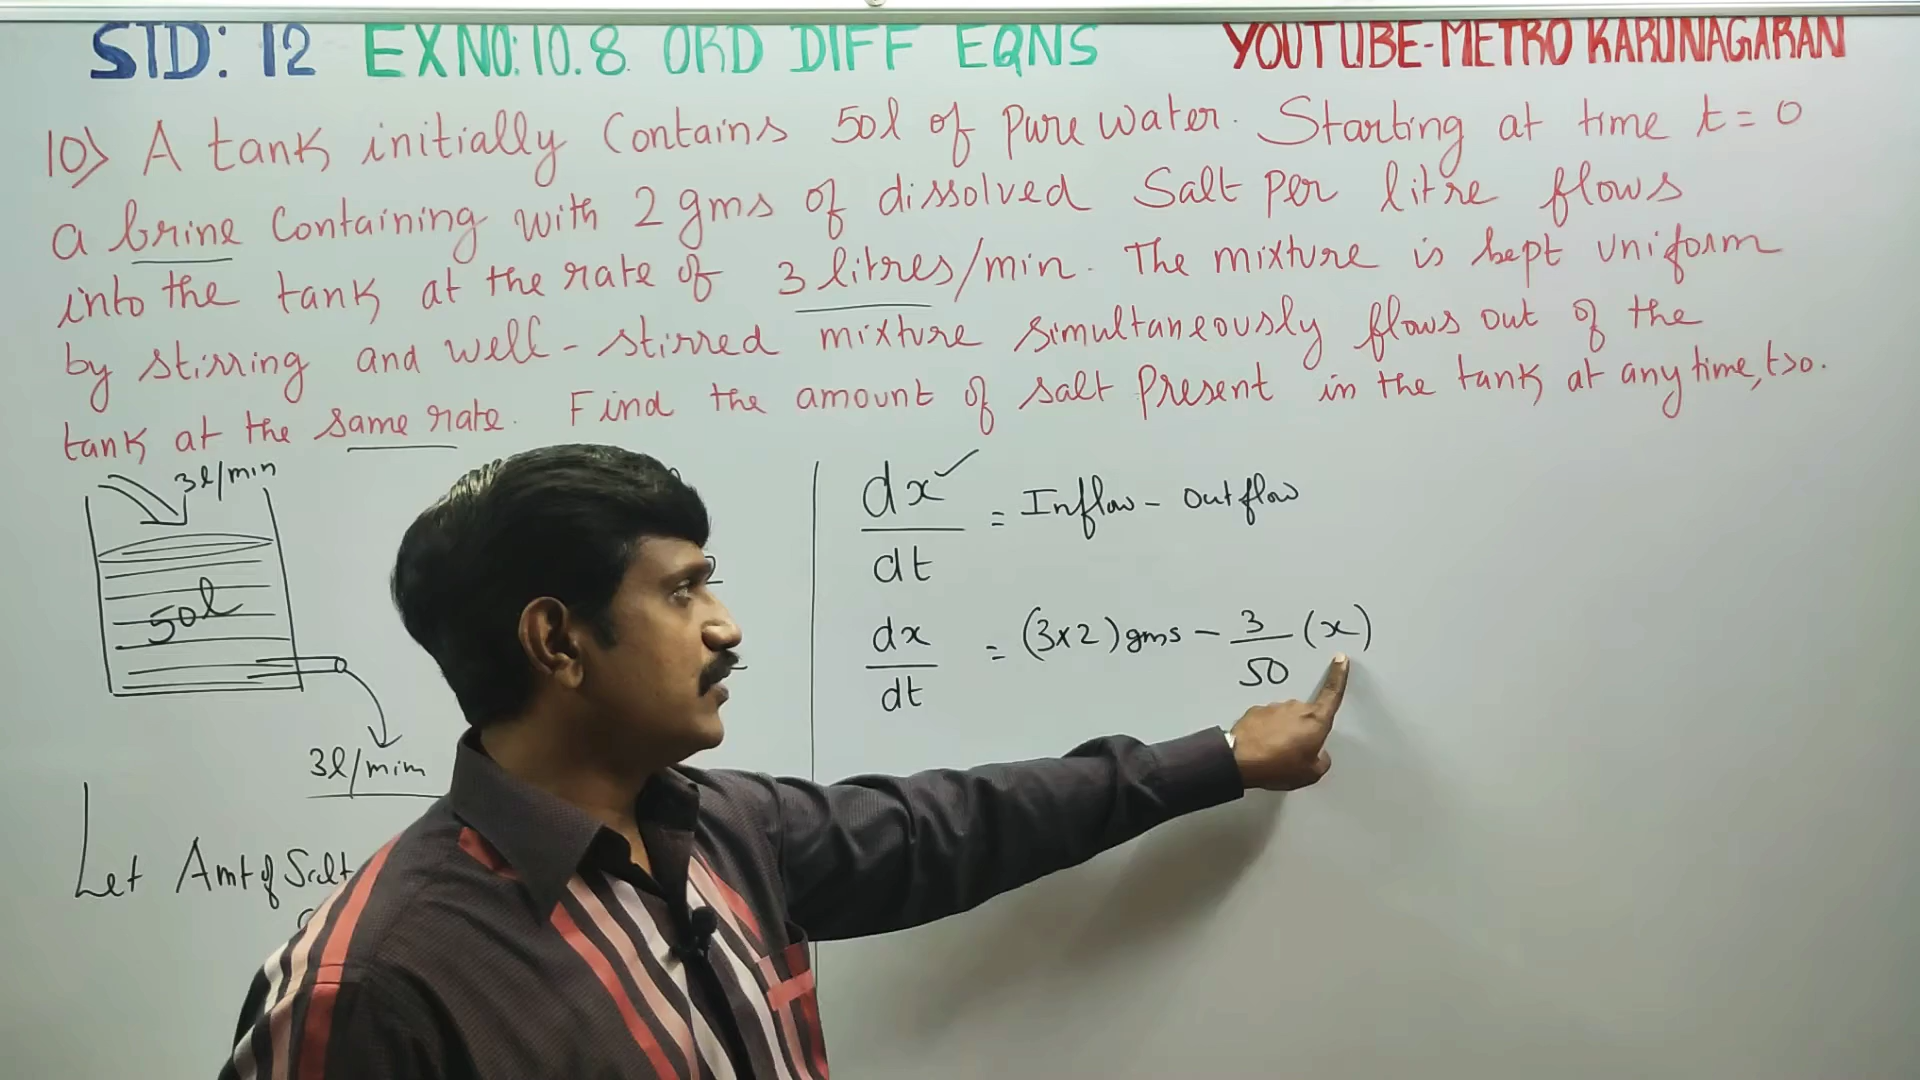 STD: 12 EX NO: 10.8. ORD DIFF EQNS YOUTUBE-METRO KARUNAGARAN
10) A tank initially Contains 50l of pure water. Starting at time t = 0
a brine Containing with 2 gms of dissolved Salt per litre flows
into the tank at the rate of 3 litres/min. The mixture is kept uniform
by stirring and well-stirred mixture simultaneously flows out of the
tank at the same rate. Find the amount of salt present in the tank at any time, t>0.
3l/min
50l
3l/min
Let Amt of Salt
dx/dt = Inflow - Outflow
dx/dt = (3x2) gms - 3/50 (x)